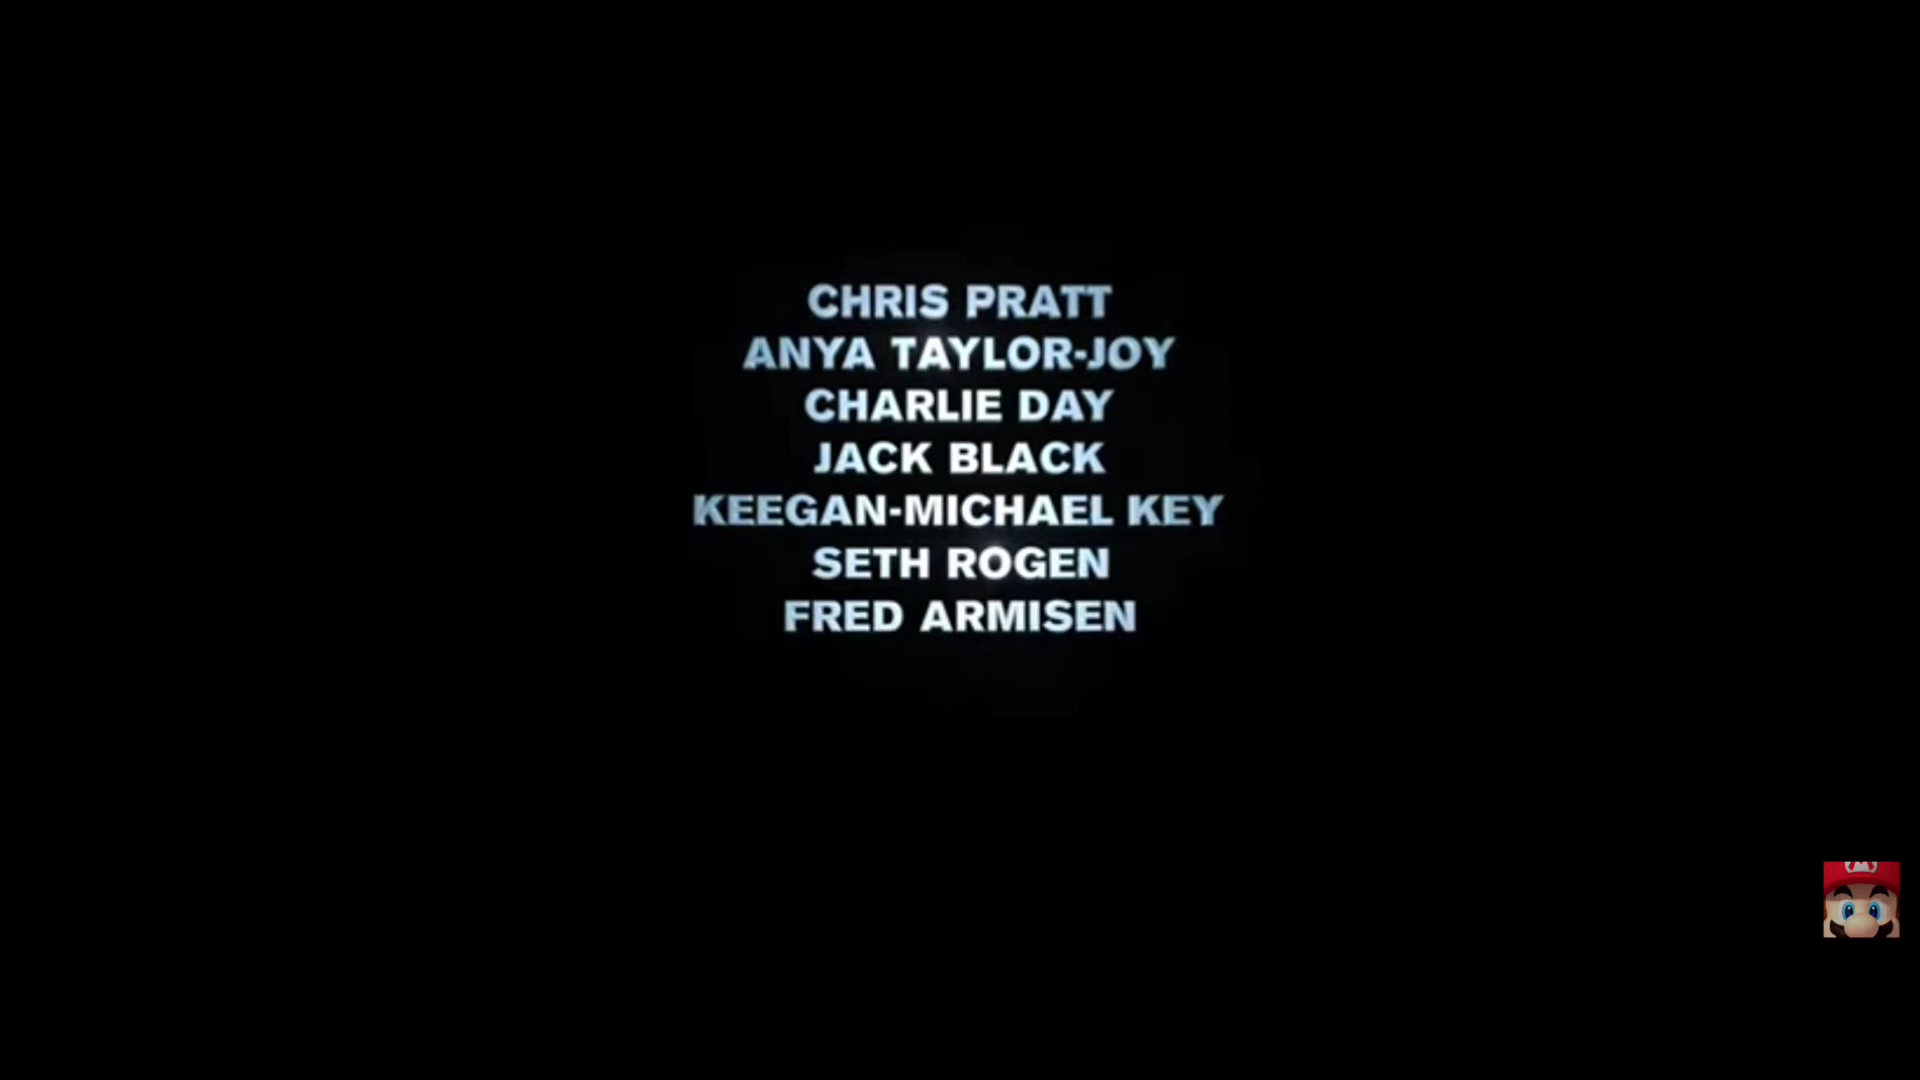 CHRIS PRATT
ANYA TAYLOR-JOY
CHARLIE DAY
JACK BLACK
KEEGAN-MICHAEL KEY
SETH ROGEN
FRED ARMISEN